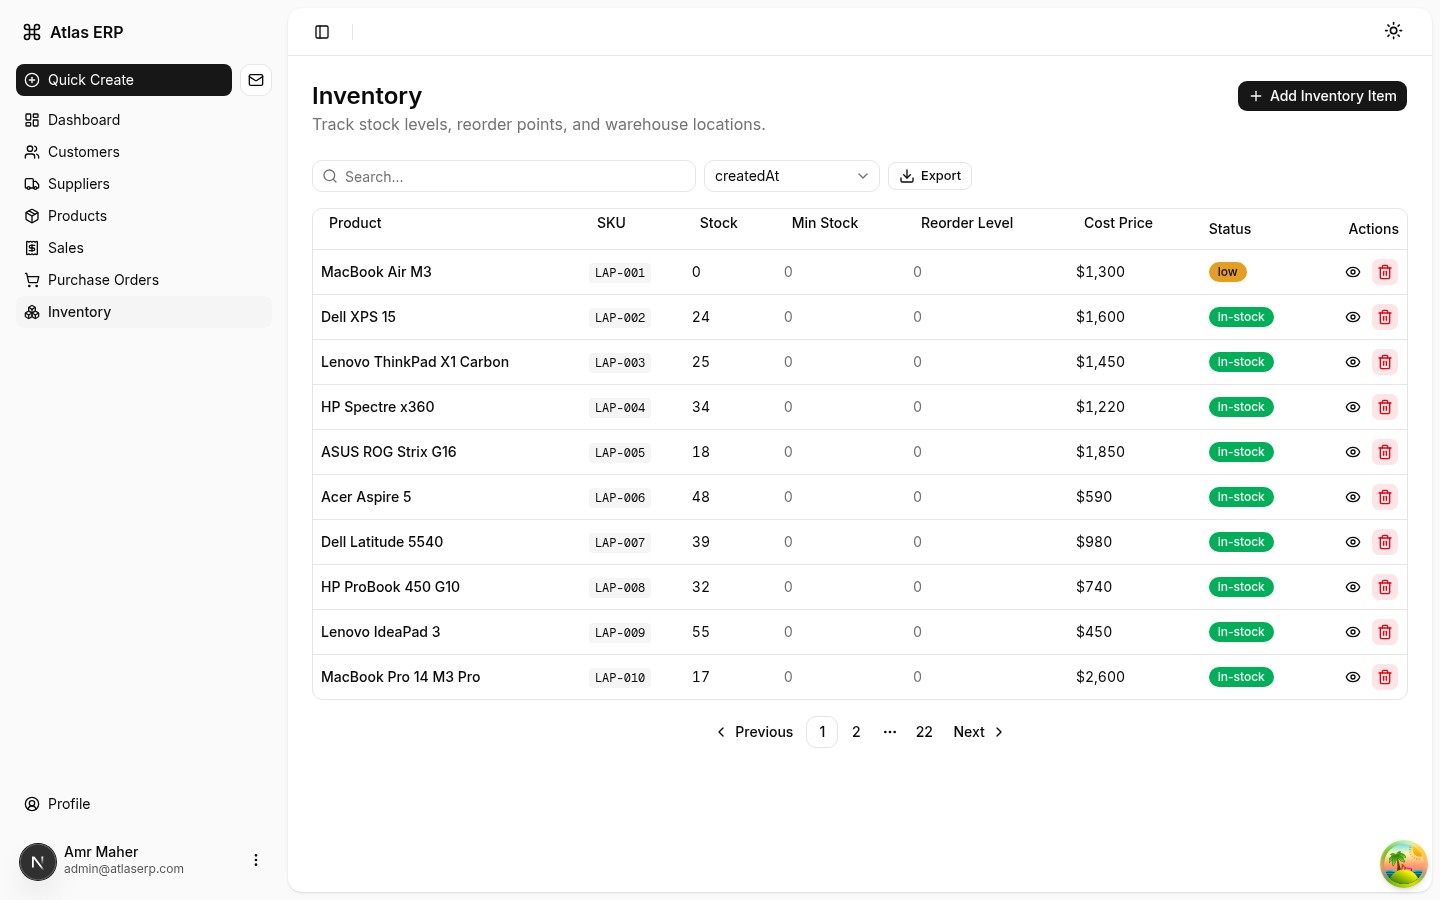 Atlas ERP
Quick Create
Dashboard
Customers
Suppliers
Products
Sales
Purchase Orders
Inventory
Profile
N
Amr Maher
admin@atlaserp.com
Inventory
Track stock levels, reorder points, and warehouse locations.
Add Inventory Item
Search...
createdAt
Export
Product SKU Stock Min Stock Reorder Level Cost Price Status Actions
MacBook Air M3 LAP-001 0 0 0 $1,300 low
Dell XPS 15 LAP-002 24 0 0 $1,600 in-stock
Lenovo ThinkPad X1 Carbon LAP-003 25 0 0 $1,450 in-stock
HP Spectre x360 LAP-004 34 0 0 $1,220 in-stock
ASUS ROG Strix G16 LAP-005 18 0 0 $1,850 in-stock
Acer Aspire 5 LAP-006 48 0 0 $590 in-stock
Dell Latitude 5540 LAP-007 39 0 0 $980 in-stock
HP ProBook 450 G10 LAP-008 32 0 0 $740 in-stock
Lenovo IdeaPad 3 LAP-009 55 0 0 $450 in-stock
MacBook Pro 14 M3 Pro LAP-010 17 0 0 $2,600 in-stock
Previous 1 2 ... 22 Next